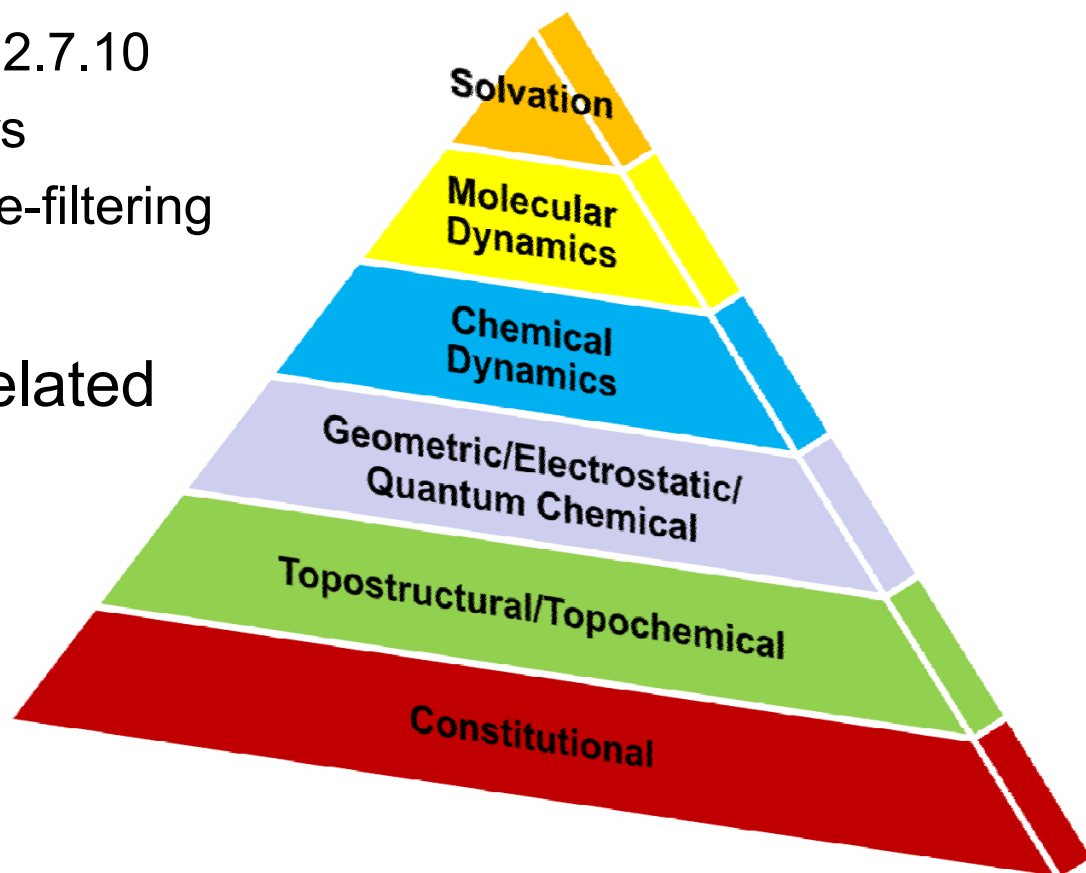 2.7.10
e-filtering
elated
Solvation
Molecular
Dynamics
Chemical
Dynamics
Geometric/Electrostatic/
Quantum Chemical
Topostructural/Topochemical
Constitutional